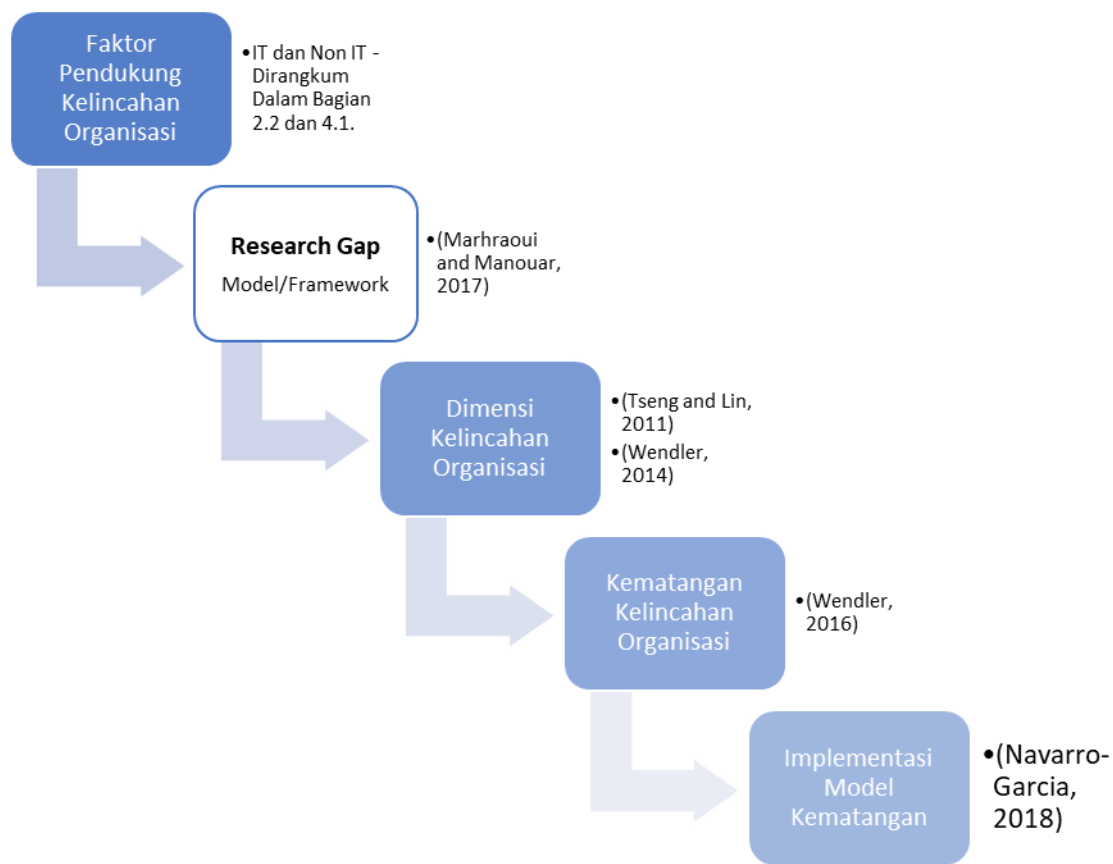 Faktor
Pendukung
Kelincahan
Organisasi
•IT dan Non IT -
Dirangkum
Dalam Bagian
2.2 dan 4.1.
Research Gap
Model/Framework
•(Marhraoui
and Manouar,
2017)
Dimensi
Kelincahan
Organisasi
•(Tseng and Lin,
2011)
•(Wendler,
2014)
Kematangan
Kelincahan
Organisasi
•(Wendler,
2016)
Implementasi
Model
Kematangan
•(Navarro-
Garcia,
2018)